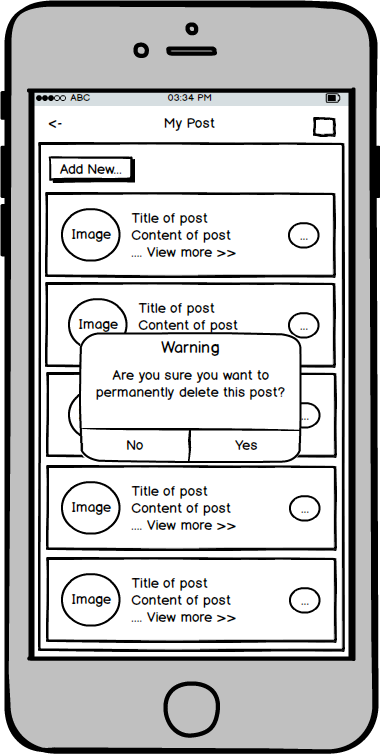 ABC 03:34 PM
<- My Post
Add New...
Image
Title of post
Content of post
.... View more >>
...
Image
Title of post
Content of post
...
Warning
Are you sure you want to
permanently delete this post?
No Yes
...
Image
Title of post
Content of post
.... View more >>
...
Image
Title of post
Content of post
.... View more >>
...